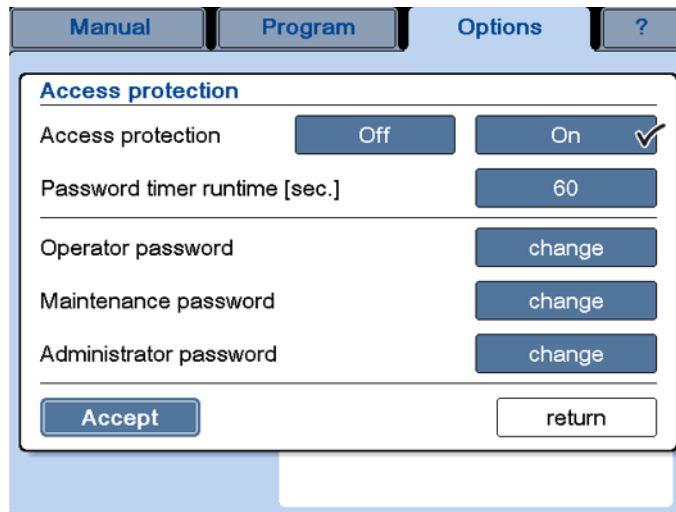 Manual Program Options ?
Access protection
Access protection Off On
Password timer runtime [sec.] 60
Operator password change
Maintenance password change
Administrator password change
Accept return